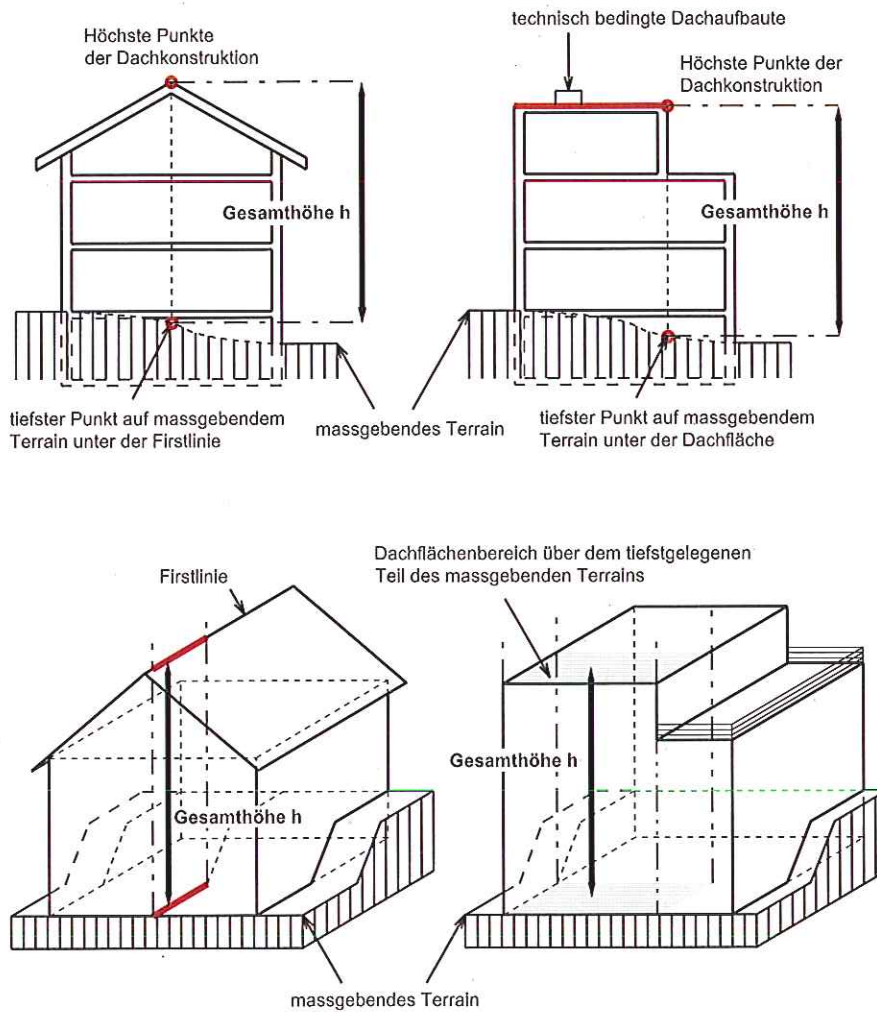 Höchste Punkte
der Dachkonstruktion
technisch bedingte Dachaufbaute
Höchste Punkte der
Dachkonstruktion
Gesamthöhe h
Gesamthöhe h
tiefster Punkt auf massgebendem
Terrain unter der Firstlinie
massgebendes Terrain
tiefster Punkt auf massgebendem
Terrain unter der Dachfläche
Firstlinie
Dachflächenbereich über dem tiefstgelegenen
Teil des massgebenden Terrains
Gesamthöhe h
Gesamthöhe h
massgebendes Terrain